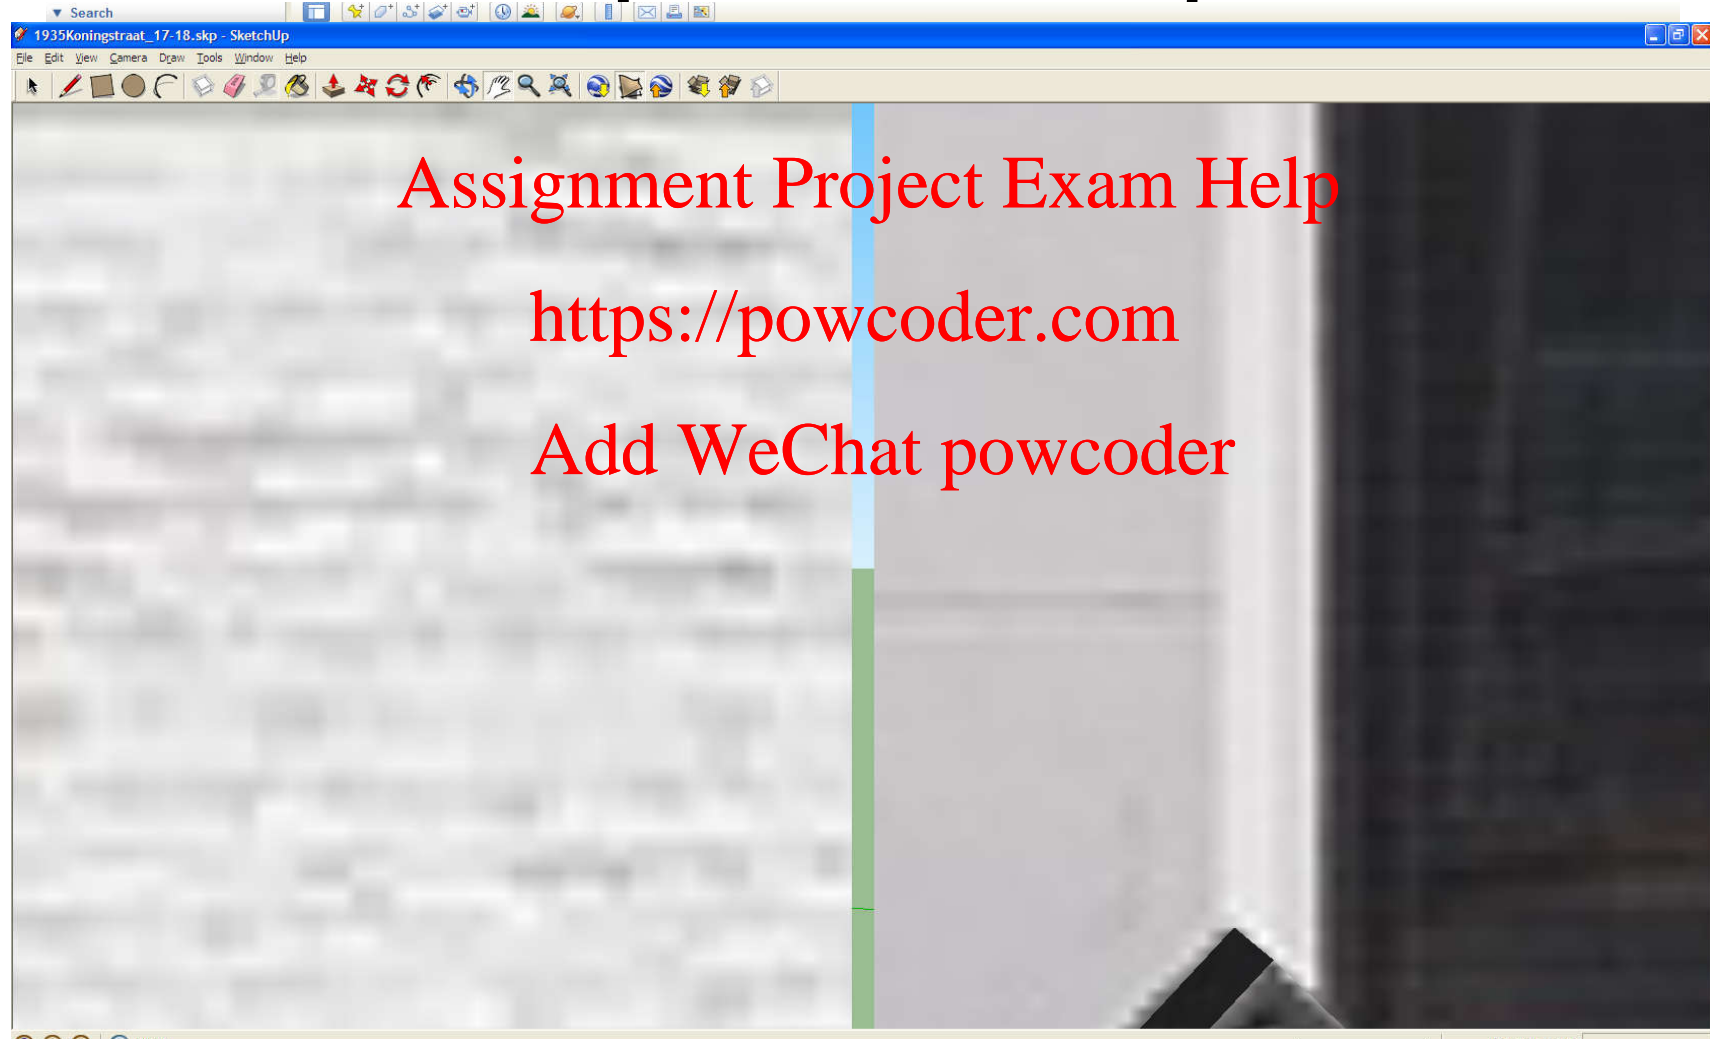 Search
1935Koningstraat_17-18.skp - SketchUp
File Edit View Camera Draw Tools Window Help
Assignment Project Exam Help
https://powcoder.com
Add WeChat powcoder